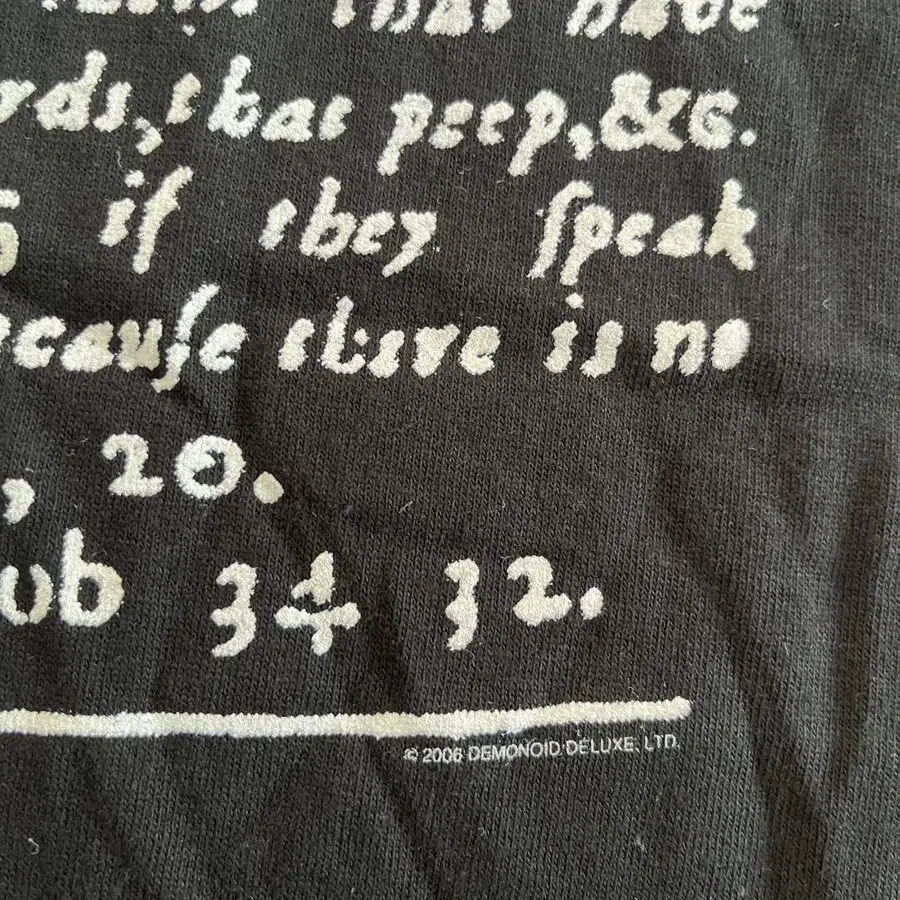 that have
rds, that peep, &c.
if they ſpeak
ecauſe there is no
, 20.
ob 34 32.
© 2006 DEMONOID DELUXE, LTD.